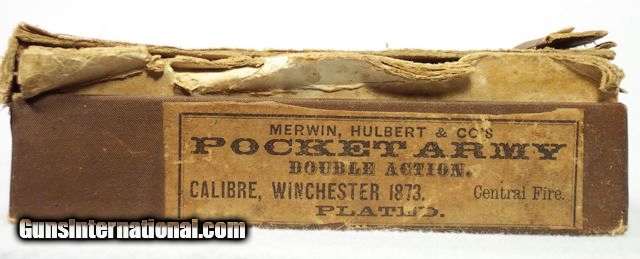 MERWIN, HULBERT & CO'S
POCKET ARMY
DOUBLE ACTION.
CALIBRE, WINCHESTER 1873. Central Fire.
PLATED.
GunsInternational.com